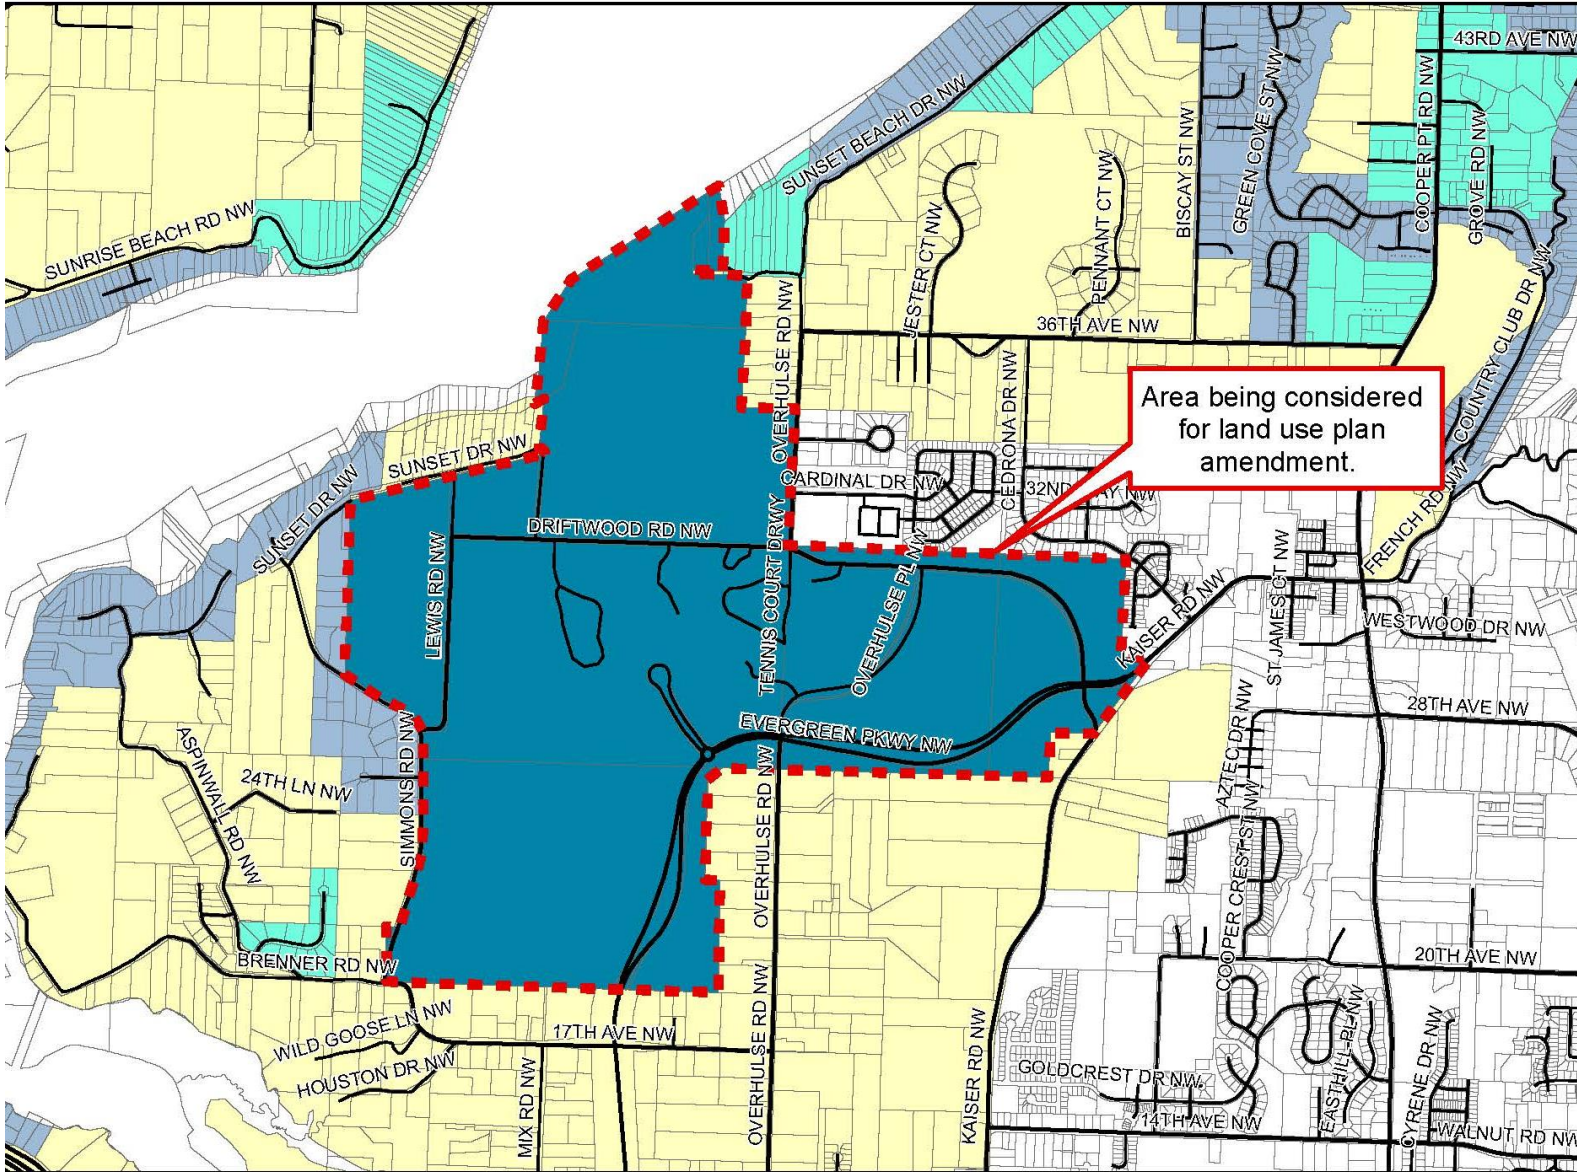 43RD AVE NW
SUNSET BEACH DR NW
BISCAY ST NW
GREEN COVE ST NW
COOPER PT RD NW
GROVE RD NW
SUNRISE BEACH RD NW
JESTER CT NW
PENNANT CT NW
36TH AVE NW
COUNTRY CLUB DR NW
OVERHULSE RD NW
CEDRONA DR NW
Area being considered
for land use plan
amendment.
SUNSET DR NW
SUNSET DR NW
CARDINAL DR NW
FRENCH RD NW
DRIFTWOOD RD NW
LEWIS RD NW
TENNIS COURT DRWY
OVERHULSE PL NW
KAISER RD NW
ST JAMES CT NW
WESTWOOD DR NW
28TH AVE NW
EVERGREEN PKWY NW
ASPINWALL RD NW
24TH LN NW
SIMMONS RD NW
OVERHULSE RD NW
AZTEC DR NW
COOPER CREST ST NW
BRENNER RD NW
20TH AVE NW
WILD GOOSE LN NW
17TH AVE NW
HOUSTON DR NW
MIX RD NW
OVERHULSE RD NW
KAISER RD NW
GOLDCREST DR NW
EASTHILL PL NW
CYRENE DR NW
14TH AVE NW
WALNUT RD NW